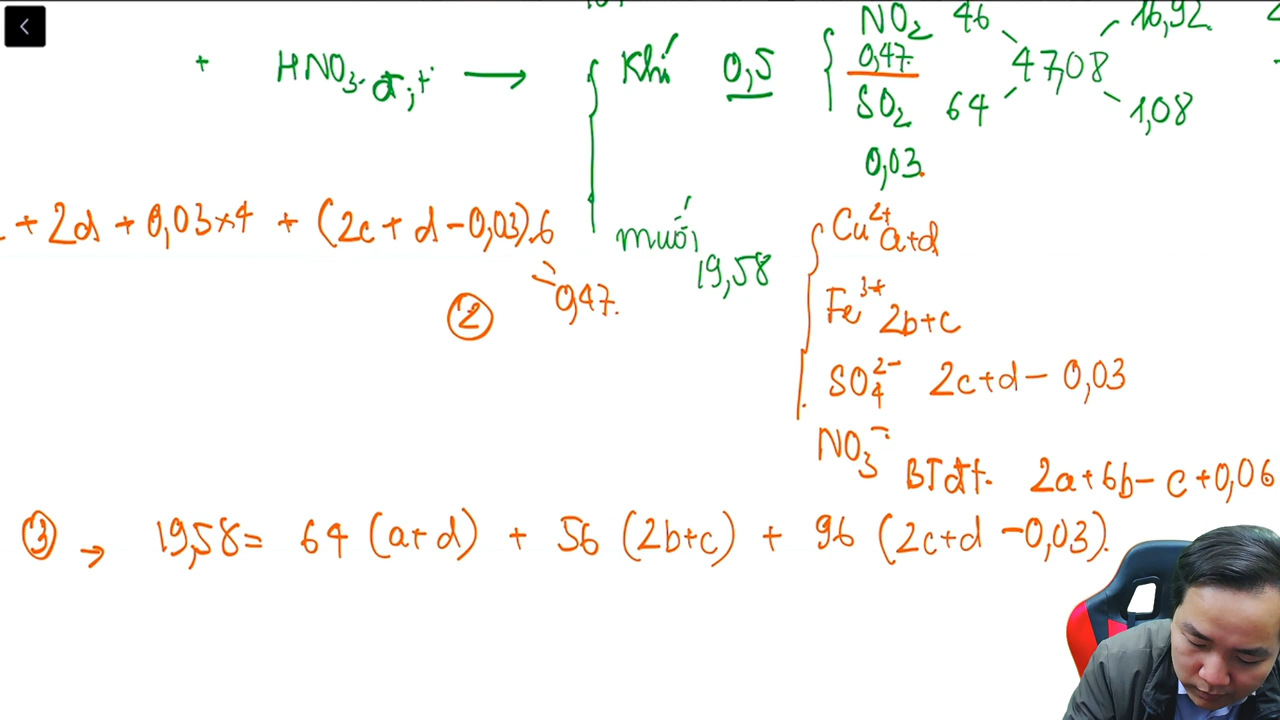 NO₂ 46 16,92
+ HNO₃ đ,t° → { Khí 0,5 { 0,47 47,08
SO₂ 64 1,08
0,03
+ 2d + 0,03×4 + (2c + d − 0,03).6
= 0,47.
②
muối 19,58
{ Cu²⁺ a+d
Fe³⁺ 2b+c
SO₄²⁻ 2c+d − 0,03
NO₃⁻ BTđt. 2a+6b − c+0,06
③ → 19,58 = 64 (a+d) + 56 (2b+c) + 96 (2c+d − 0,03).